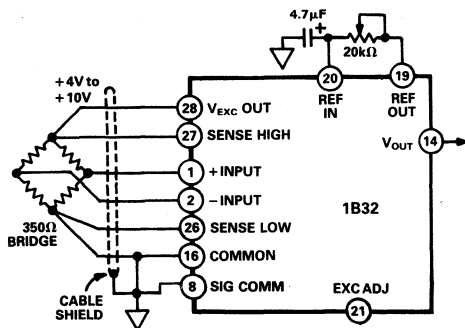 4.7μF
+
20kΩ
+4V to
+10V
20
REF
IN
19
REF
OUT
28 VEXC OUT
27 SENSE HIGH
1 +INPUT
2 −INPUT
26 SENSE LOW
16 COMMON
8 SIG COMM
VOUT 14
1B32
350Ω
BRIDGE
CABLE
SHIELD
EXC ADJ
21